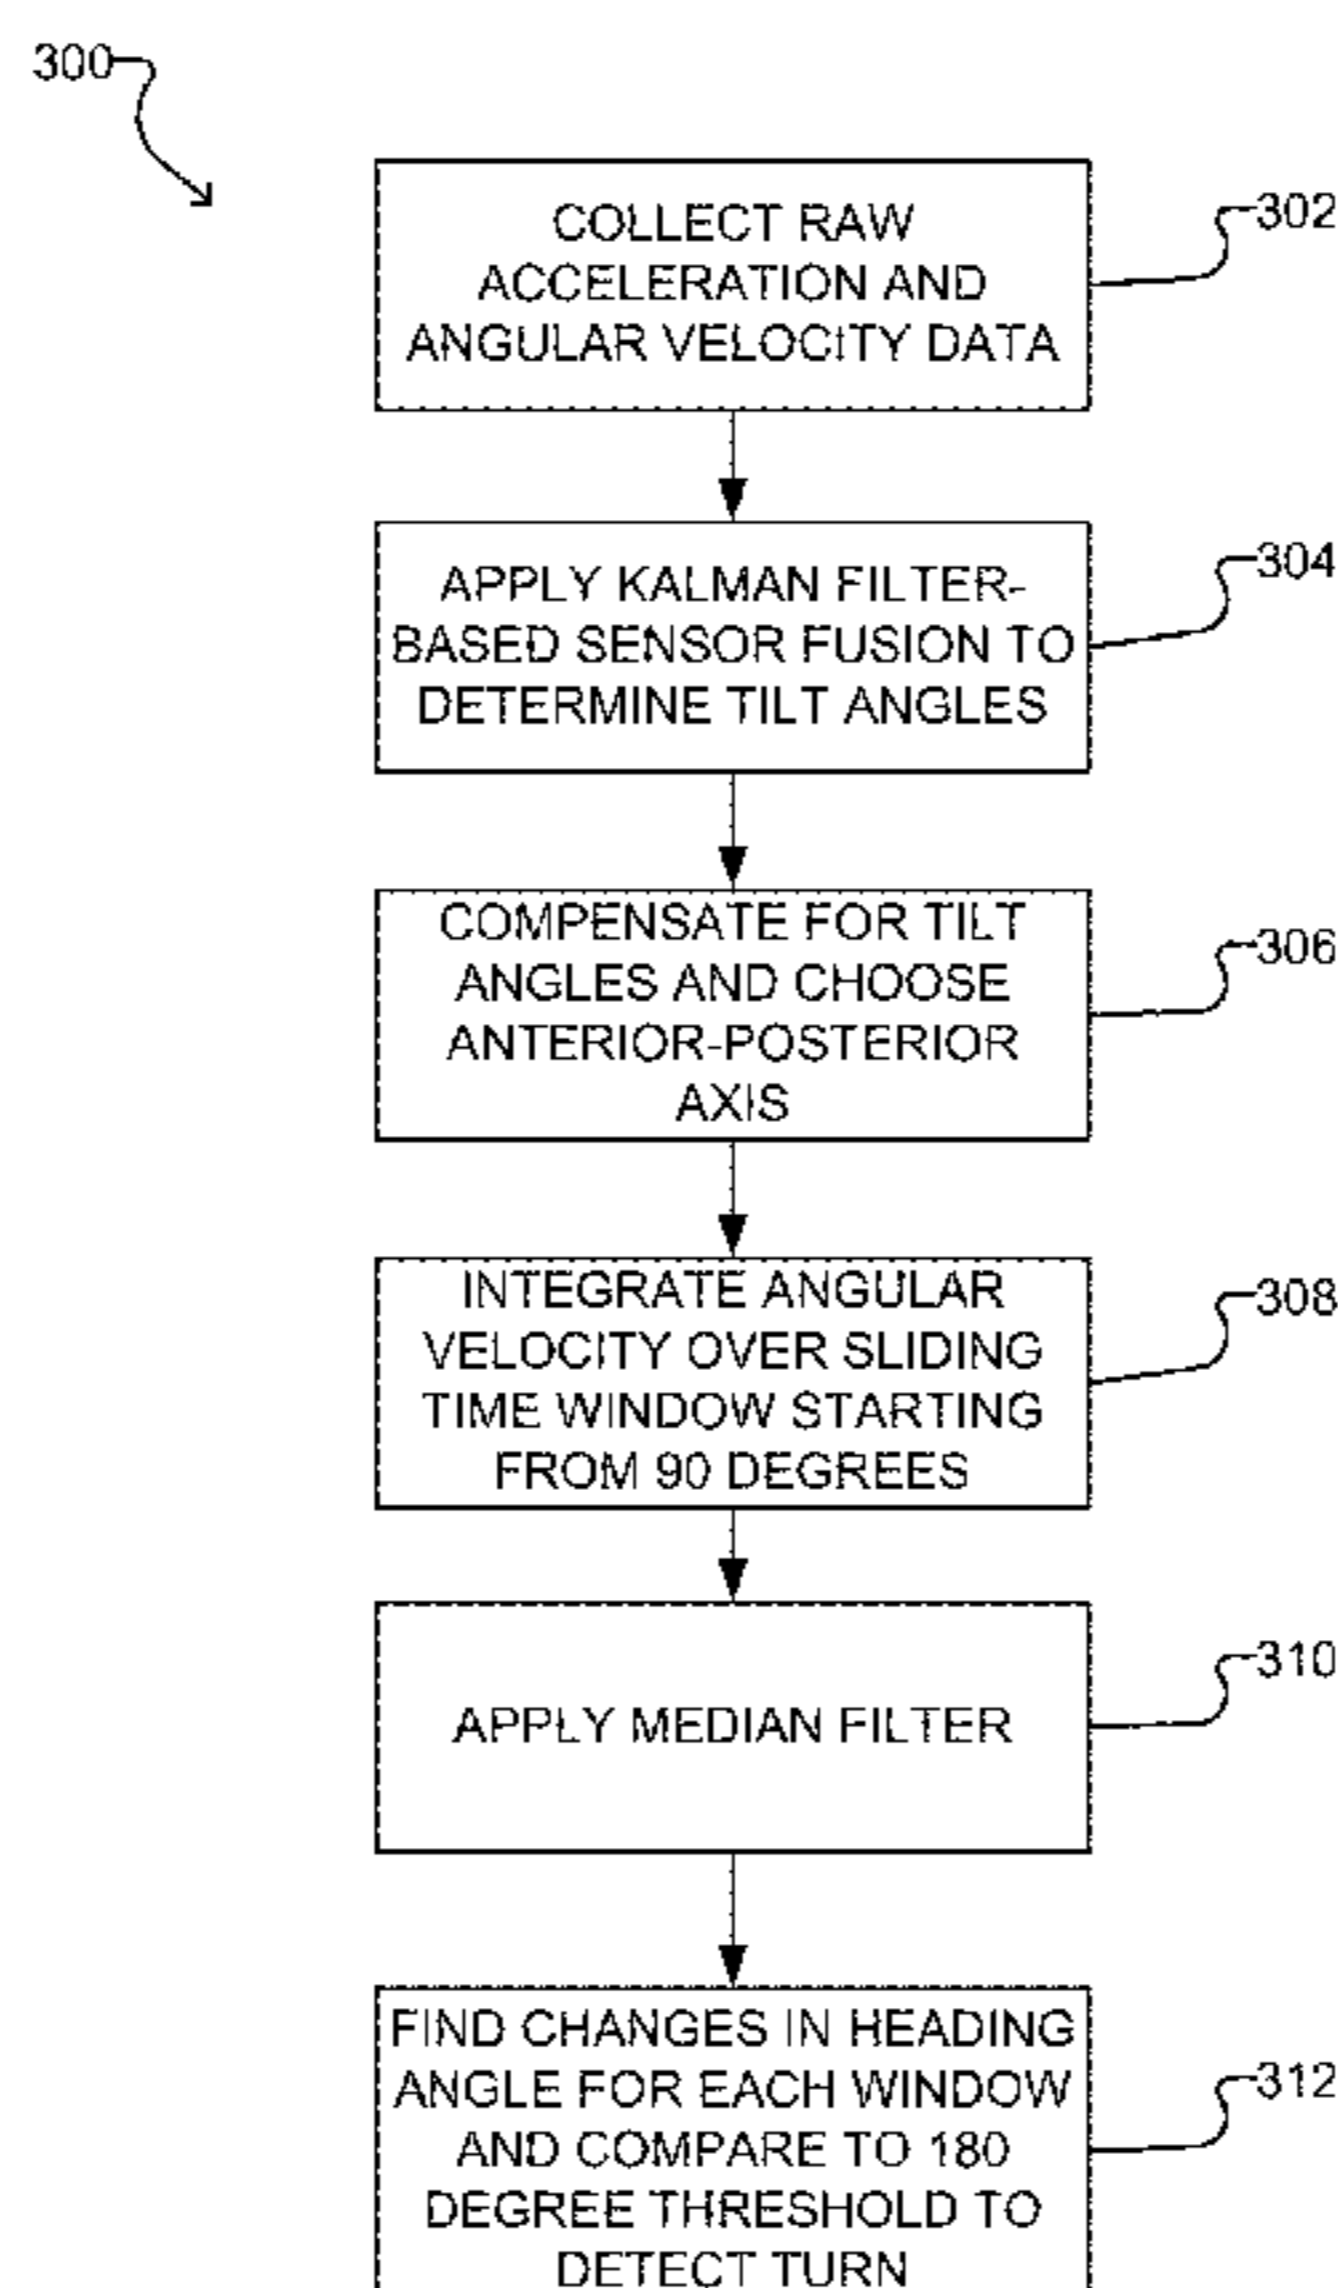 300
COLLECT RAW
ACCELERATION AND
ANGULAR VELOCITY DATA
302
APPLY KALMAN FILTER-
BASED SENSOR FUSION TO
DETERMINE TILT ANGLES
304
COMPENSATE FOR TILT
ANGLES AND CHOOSE
ANTERIOR-POSTERIOR
AXIS
306
INTEGRATE ANGULAR
VELOCITY OVER SLIDING
TIME WINDOW STARTING
FROM 90 DEGREES
308
APPLY MEDIAN FILTER
310
FIND CHANGES IN HEADING
ANGLE FOR EACH WINDOW
AND COMPARE TO 180
DEGREE THRESHOLD TO
DETECT TURN
312